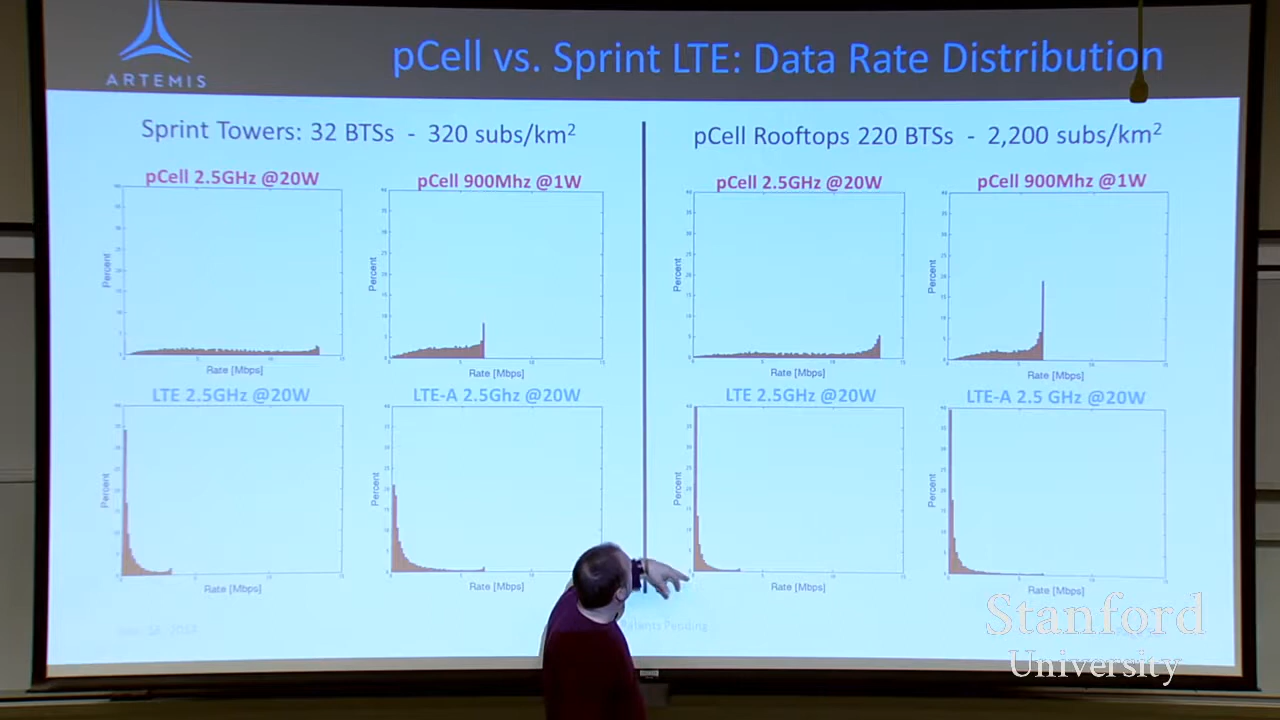 ARTEMIS
pCell vs. Sprint LTE: Data Rate Distribution
Sprint Towers: 32 BTSs - 320 subs/km²
pCell 2.5GHz @20W
Percent
Rate [Mbps]
pCell 900Mhz @1W
Percent
Rate [Mbps]
LTE 2.5GHz @20W
Percent
Rate [Mbps]
LTE-A 2.5Ghz @20W
Percent
Rate [Mbps]
pCell Rooftops 220 BTSs - 2,200 subs/km²
pCell 2.5GHz @20W
Percent
Rate [Mbps]
pCell 900Mhz @1W
Percent
Rate [Mbps]
LTE 2.5GHz @20W
Percent
Rate [Mbps]
LTE-A 2.5 GHz @20W
Percent
Rate [Mbps]
Patents Pending
Stanford
University